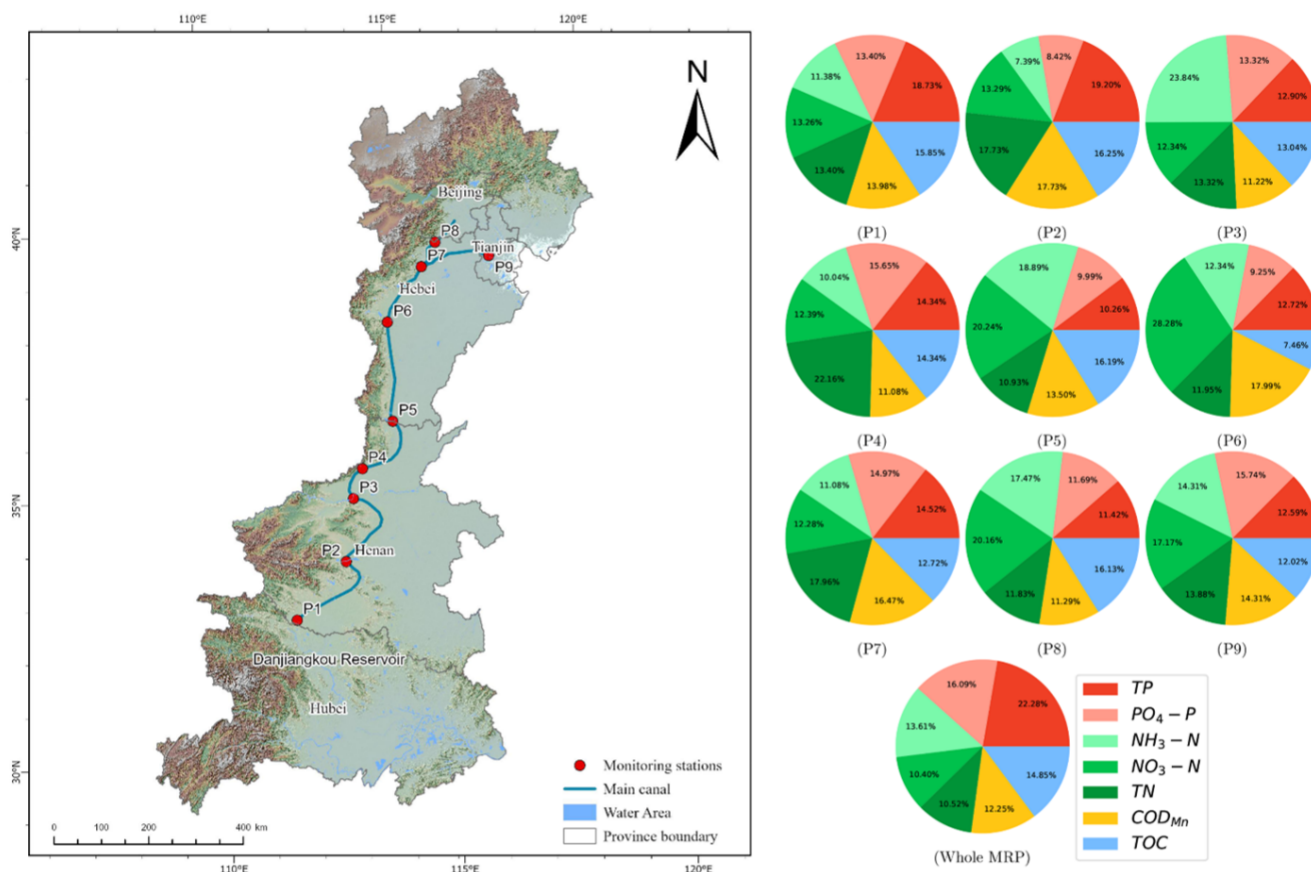 110°E 115°E 120°E
N
Beijing
40°N
P8
Tianjin
P7
P9
Hebei
P6
P5
P4
35°N
P3
P2
Henan
P1
Danjiangkou Reservoir
Hubei
30°N
Monitoring stations
Main canal
Water Area
Province boundary
0 100 200 300 400 km
110°E 115°E 120°E
13.40% 18.73% 11.38% 13.26% 13.40% 13.98% 15.85%
(P1)
8.42% 19.20% 7.39% 13.29% 17.73% 17.73% 16.25%
(P2)
13.32% 12.90% 23.84% 12.34% 13.32% 11.22% 13.04%
(P3)
15.65% 14.34% 10.04% 12.39% 22.16% 11.08% 14.34%
(P4)
9.99% 10.26% 18.89% 20.24% 10.93% 13.50% 16.19%
(P5)
9.25% 12.72% 12.34% 28.28% 11.95% 17.99% 7.46%
(P6)
14.97% 14.52% 11.08% 12.28% 17.96% 16.47% 12.72%
(P7)
11.69% 11.42% 17.47% 20.16% 11.83% 11.29% 16.13%
(P8)
15.74% 12.59% 14.31% 17.17% 13.88% 14.31% 12.02%
(P9)
16.09% 22.28% 13.61% 10.40% 10.52% 12.25% 14.85%
(Whole MRP)
TP
PO₄ − P
NH₃ − N
NO₃ − N
TN
COD_Mn
TOC